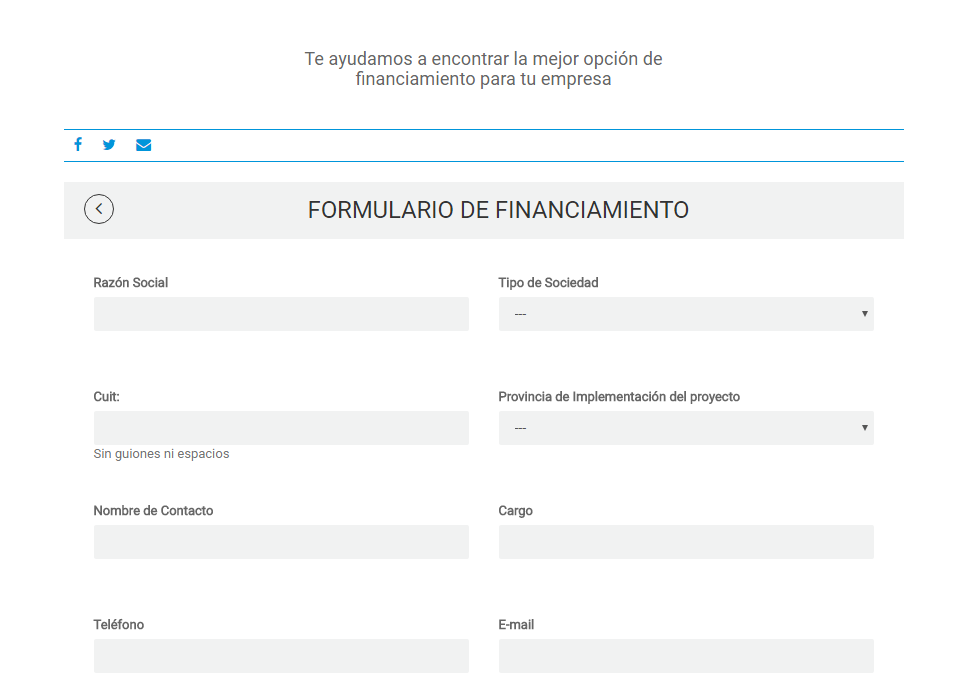 Te ayudamos a encontrar la mejor opción de
financiamiento para tu empresa
FORMULARIO DE FINANCIAMIENTO
Razón Social
Tipo de Sociedad
---
Cuit:
Provincia de Implementación del proyecto
---
Sin guiones ni espacios
Nombre de Contacto
Cargo
Teléfono
E-mail